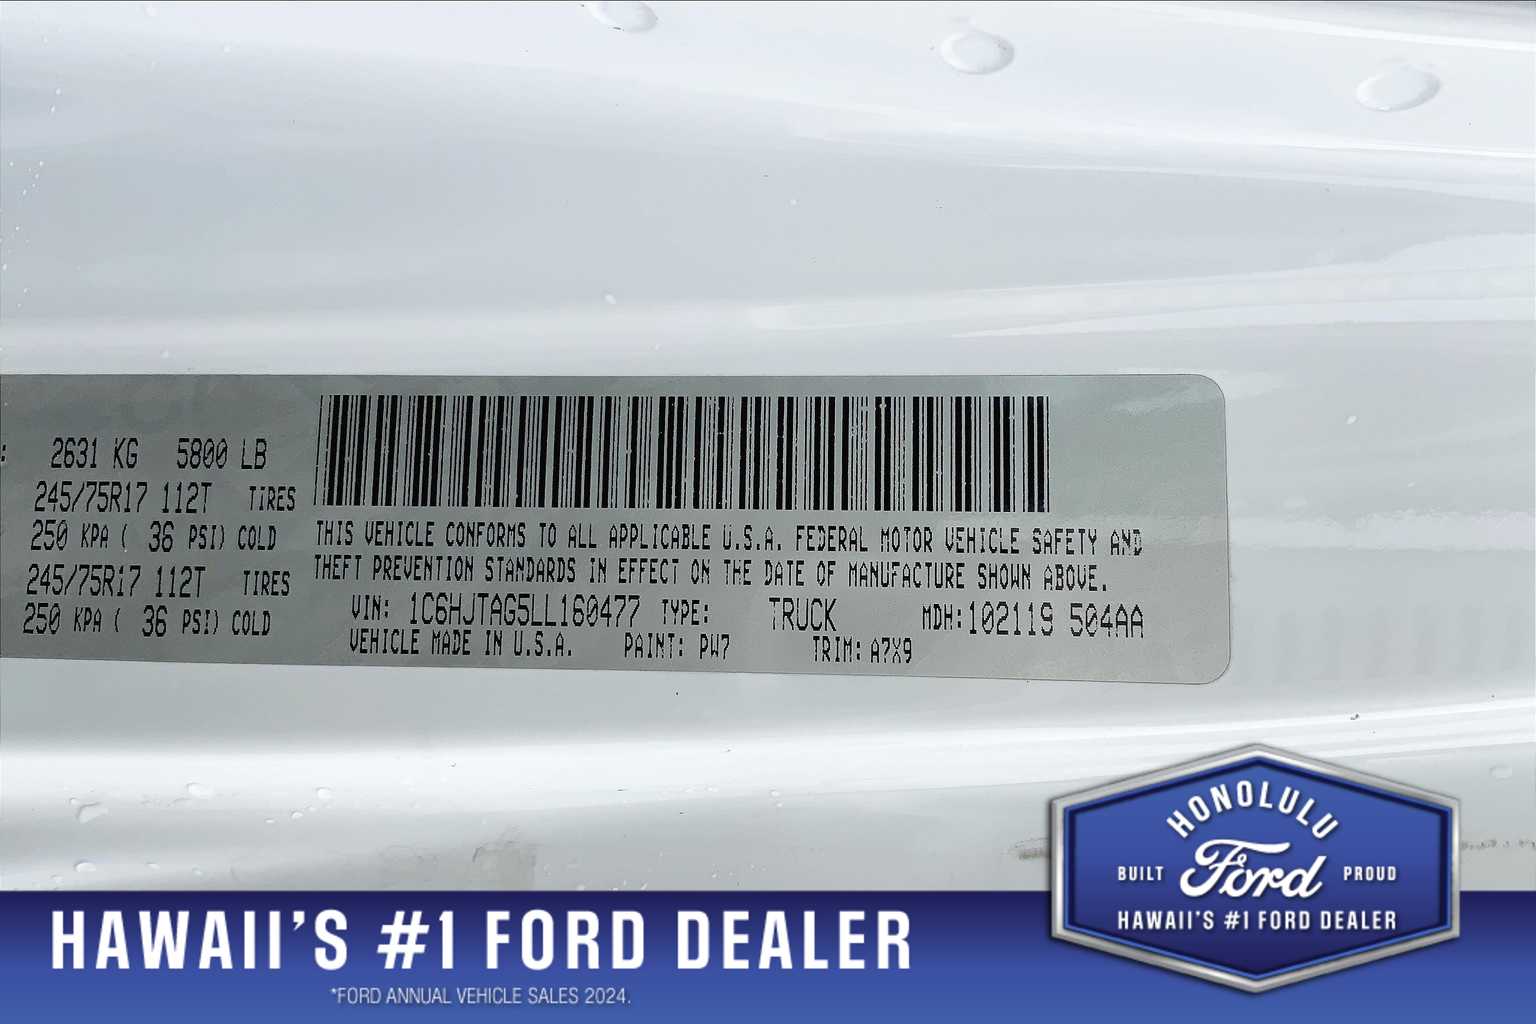 : 2631 KG 5800 LB
245/75R17 112T TIRES
250 KPA ( 36 PSI) COLD
245/75R17 112T TIRES
250 KPA ( 36 PSI) COLD
THIS VEHICLE CONFORMS TO ALL APPLICABLE U.S.A. FEDERAL MOTOR VEHICLE SAFETY AND
THEFT PREVENTION STANDARDS IN EFFECT ON THE DATE OF MANUFACTURE SHOWN ABOVE.
VIN: 1C6HJTAG5LL160477 TYPE: TRUCK MDH:102119 504AA
VEHICLE MADE IN U.S.A. PAINT: PW7 TRIM: A7X9
HONOLULU
BUILT Ford PROUD
HAWAII'S #1 FORD DEALER
HAWAII'S #1 FORD DEALER
*FORD ANNUAL VEHICLE SALES 2024.